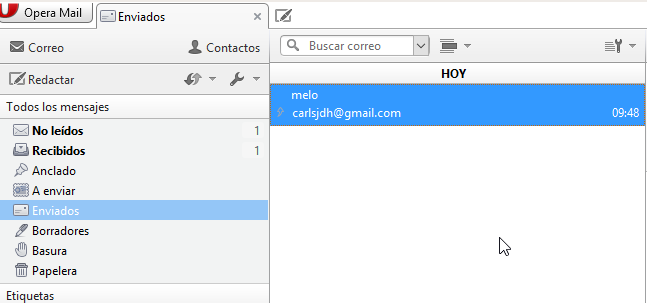 Opera Mail
Enviados
Correo
Contactos
Buscar correo
Redactar
HOY
Todos los mensajes
melo
carlsjdh@gmail.com 09:48
No leídos 1
Recibidos 1
Anclado
A enviar
Enviados
Borradores
Basura
Papelera
Etiquetas